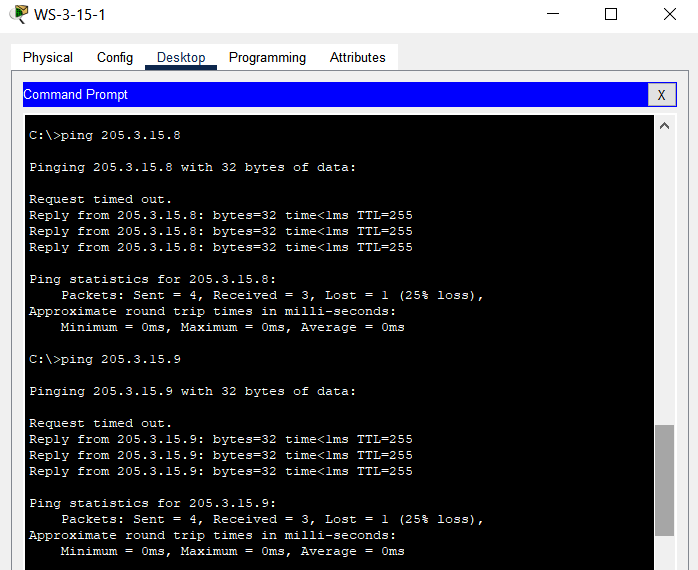 WS-3-15-1
Physical Config Desktop Programming Attributes
Command Prompt
X
C:\>ping 205.3.15.8
Pinging 205.3.15.8 with 32 bytes of data:
Request timed out.
Reply from 205.3.15.8: bytes=32 time<1ms TTL=255
Reply from 205.3.15.8: bytes=32 time<1ms TTL=255
Reply from 205.3.15.8: bytes=32 time<1ms TTL=255
Ping statistics for 205.3.15.8:
Packets: Sent = 4, Received = 3, Lost = 1 (25% loss),
Approximate round trip times in milli-seconds:
Minimum = 0ms, Maximum = 0ms, Average = 0ms
C:\>ping 205.3.15.9
Pinging 205.3.15.9 with 32 bytes of data:
Request timed out.
Reply from 205.3.15.9: bytes=32 time<1ms TTL=255
Reply from 205.3.15.9: bytes=32 time<1ms TTL=255
Reply from 205.3.15.9: bytes=32 time<1ms TTL=255
Ping statistics for 205.3.15.9:
Packets: Sent = 4, Received = 3, Lost = 1 (25% loss),
Approximate round trip times in milli-seconds:
Minimum = 0ms, Maximum = 0ms, Average = 0ms